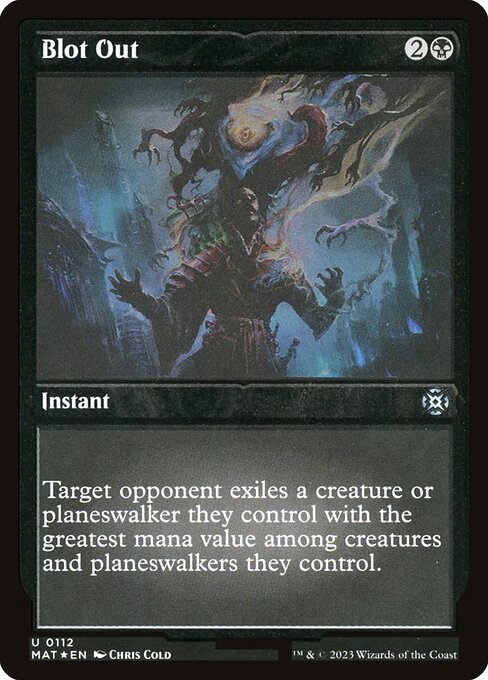 Blot Out 2
Instant
Target opponent exiles a creature or
planeswalker they control with the
greatest mana value among creatures
and planeswalkers they control.
U 0112
MAT★EN Chris Cold ™ & © 2023 Wizards of the Coast